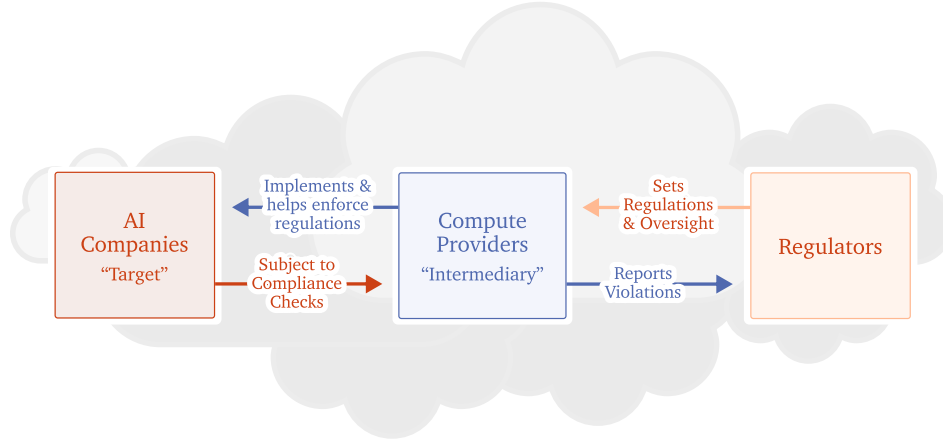 AI
Companies
“Target”
Implements &
helps enforce
regulations
Subject to
Compliance
Checks
Compute
Providers
“Intermediary”
Sets
Regulations
& Oversight
Reports
Violations
Regulators